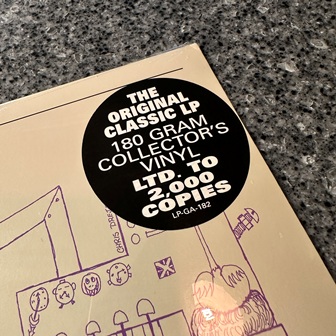 THE
ORIGINAL
CLASSIC LP
180 GRAM
COLLECTOR'S
VINYL
LTD. TO
2,000
COPIES
LP-GA-182